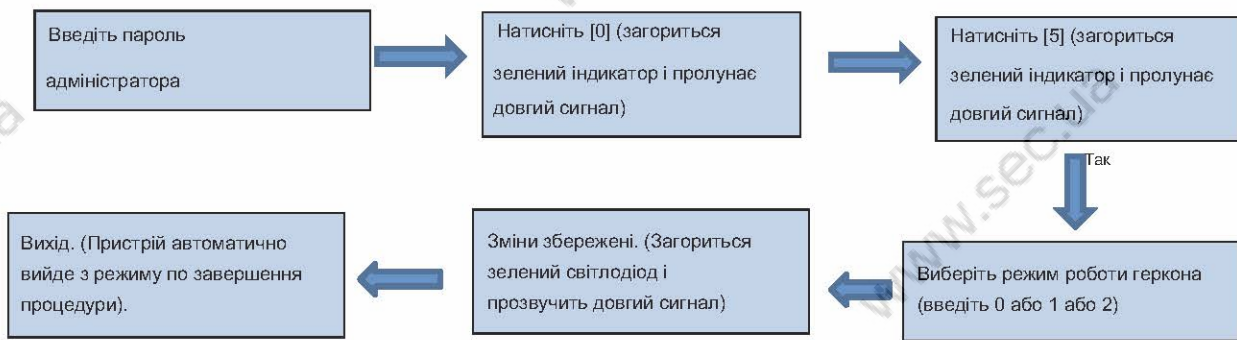 Введіть пароль
адміністратора
Натисніть [0] (загориться
зелений індикатор і пролунає
довгий сигнал)
Натисніть [5] (загориться
зелений індикатор і пролунає
довгий сигнал)
Так
Виберіть режим роботи геркона
(введіть 0 або 1 або 2)
Зміни збережені. (Загориться
зелений світлодіод і
прозвучить довгий сигнал)
Вихід. (Пристрій автоматично
вийде з режиму по завершення
процедури).
www.sec.ua